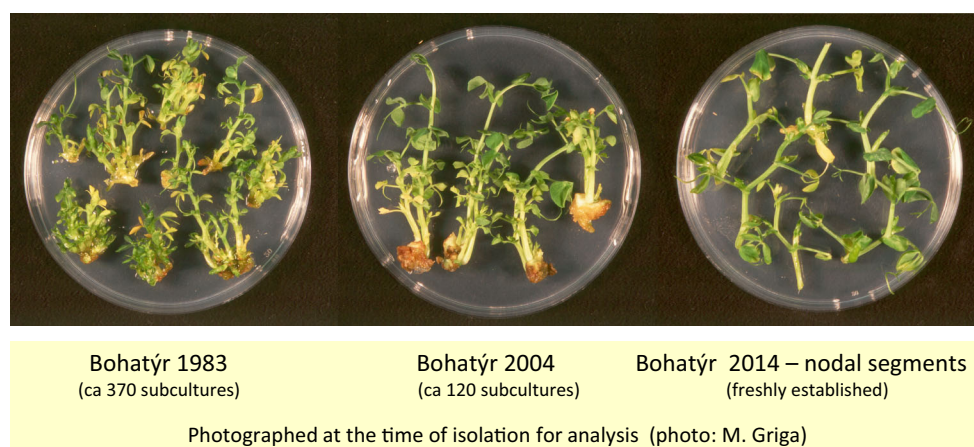 Bohatýr 1983
(ca 370 subcultures)
Bohatýr 2004
(ca 120 subcultures)
Bohatýr 2014 – nodal segments
(freshly established)
Photographed at the time of isolation for analysis (photo: M. Griga)